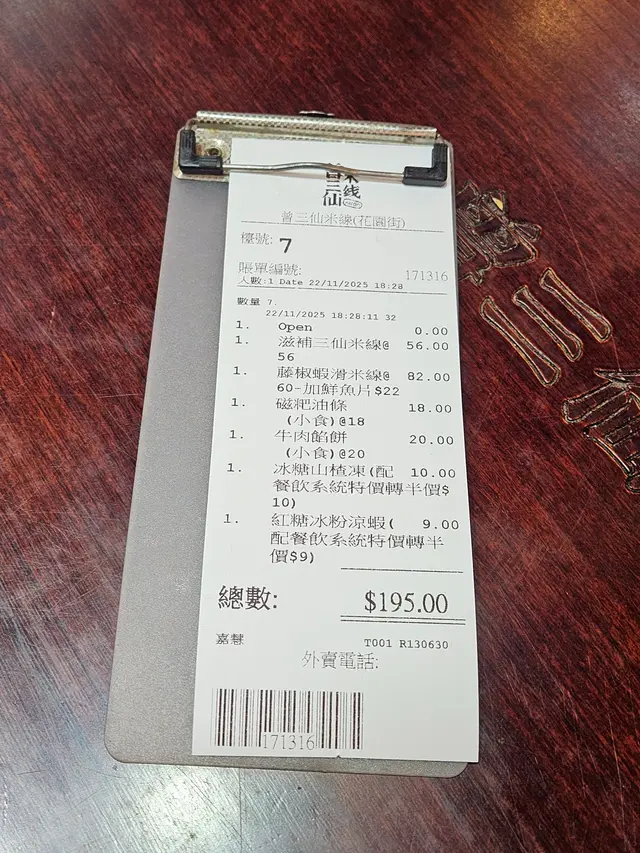 三仙
米线
曾三仙米線(花園街)
檯號: 7
賬單編號: 171316
人數:1 Date 22/11/2025 18:28
數量 7.
22/11/2025 18:28:11 32
1. Open 0.00
1. 滋補三仙米線@ 56.00
56
1. 藤椒蝦滑米線@ 82.00
60-加鮮魚片$22
1. 磁粑油條 18.00
(小食)@18
1. 牛肉餡餅 20.00
(小食)@20
1. 冰糖山楂凍(配 10.00
餐飲系統特價轉半價$
10)
1. 紅糖冰粉涼蝦( 9.00
配餐飲系統特價轉半
價$9)
總數: $195.00
嘉慧 T001 R130630
外賣電話:
171316
三